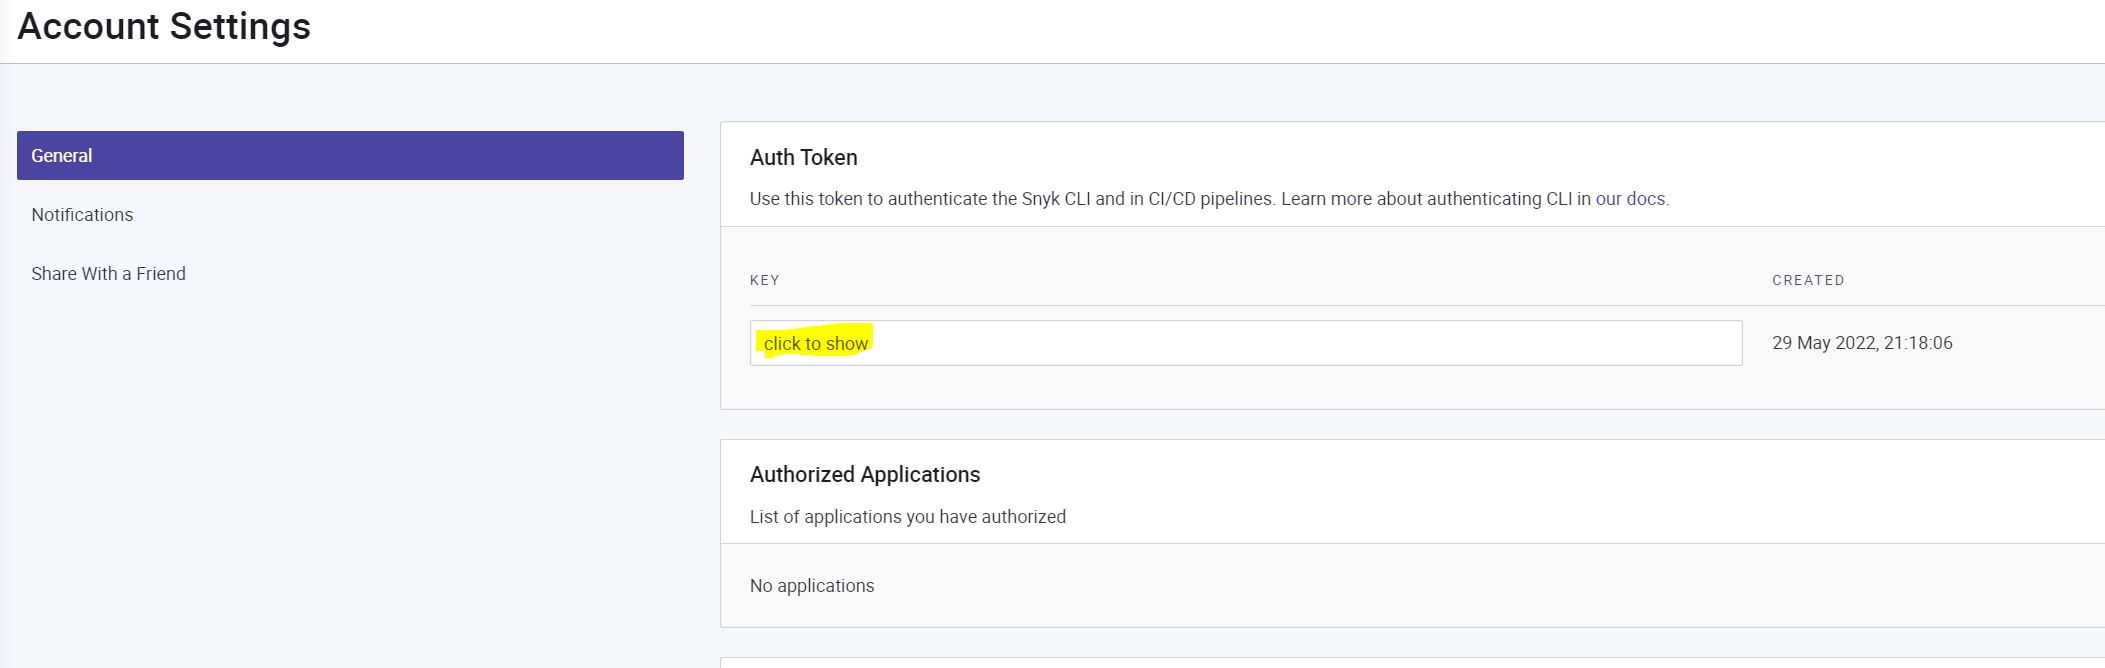 Account Settings
General
Notifications
Share With a Friend
Auth Token
Use this token to authenticate the Snyk CLI and in CI/CD pipelines. Learn more about authenticating CLI in our docs.
KEY
CREATED
click to show
29 May 2022, 21:18:06
Authorized Applications
List of applications you have authorized
No applications